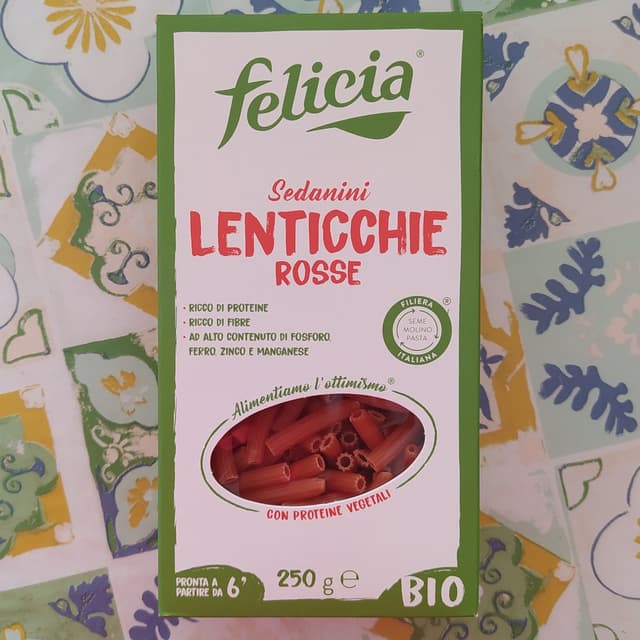 felicia®
Sedanini
LENTICCHIE
ROSSE
• RICCO DI PROTEINE
• RICCO DI FIBRE
• AD ALTO CONTENUTO DI FOSFORO,
FERRO, ZINCO E MANGANESE
FILIERA ®
SEME
MOLINO
PASTA
ITALIANA
Alimentiamo l'ottimismo®
CON PROTEINE VEGETALI
PRONTA A
PARTIRE DA 6'
250 g ℮
BIO